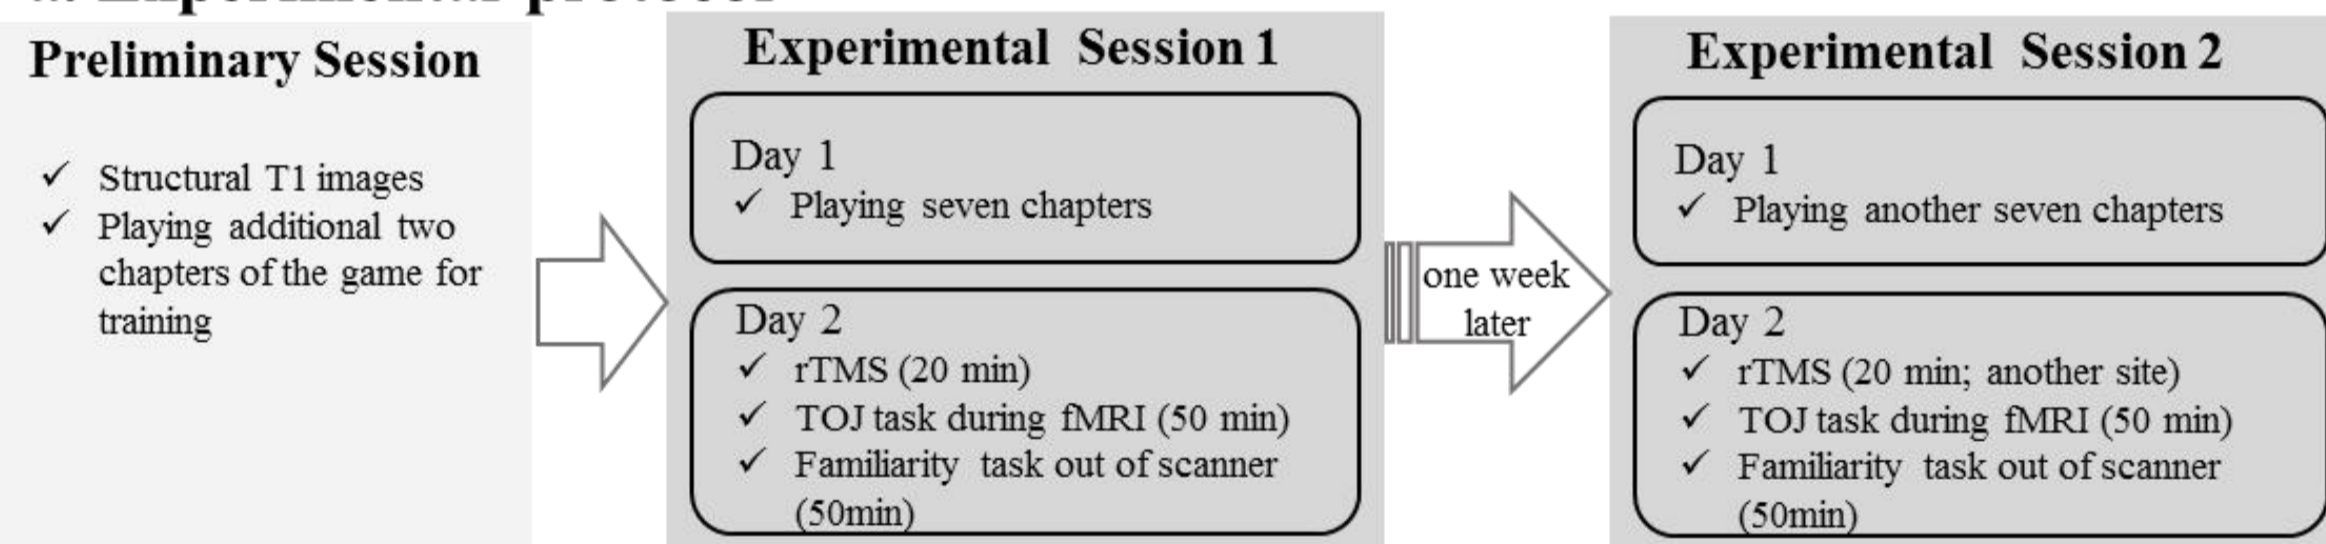 Preliminary Session
✓ Structural T1 images
✓ Playing additional two
chapters of the game for
training
Experimental Session 1
Day 1
✓ Playing seven chapters
Day 2
✓ rTMS (20 min)
✓ TOJ task during fMRI (50 min)
✓ Familiarity task out of scanner
(50min)
one week
later
Experimental Session 2
Day 1
✓ Playing another seven chapters
Day 2
✓ rTMS (20 min; another site)
✓ TOJ task during fMRI (50 min)
✓ Familiarity task out of scanner
(50min)